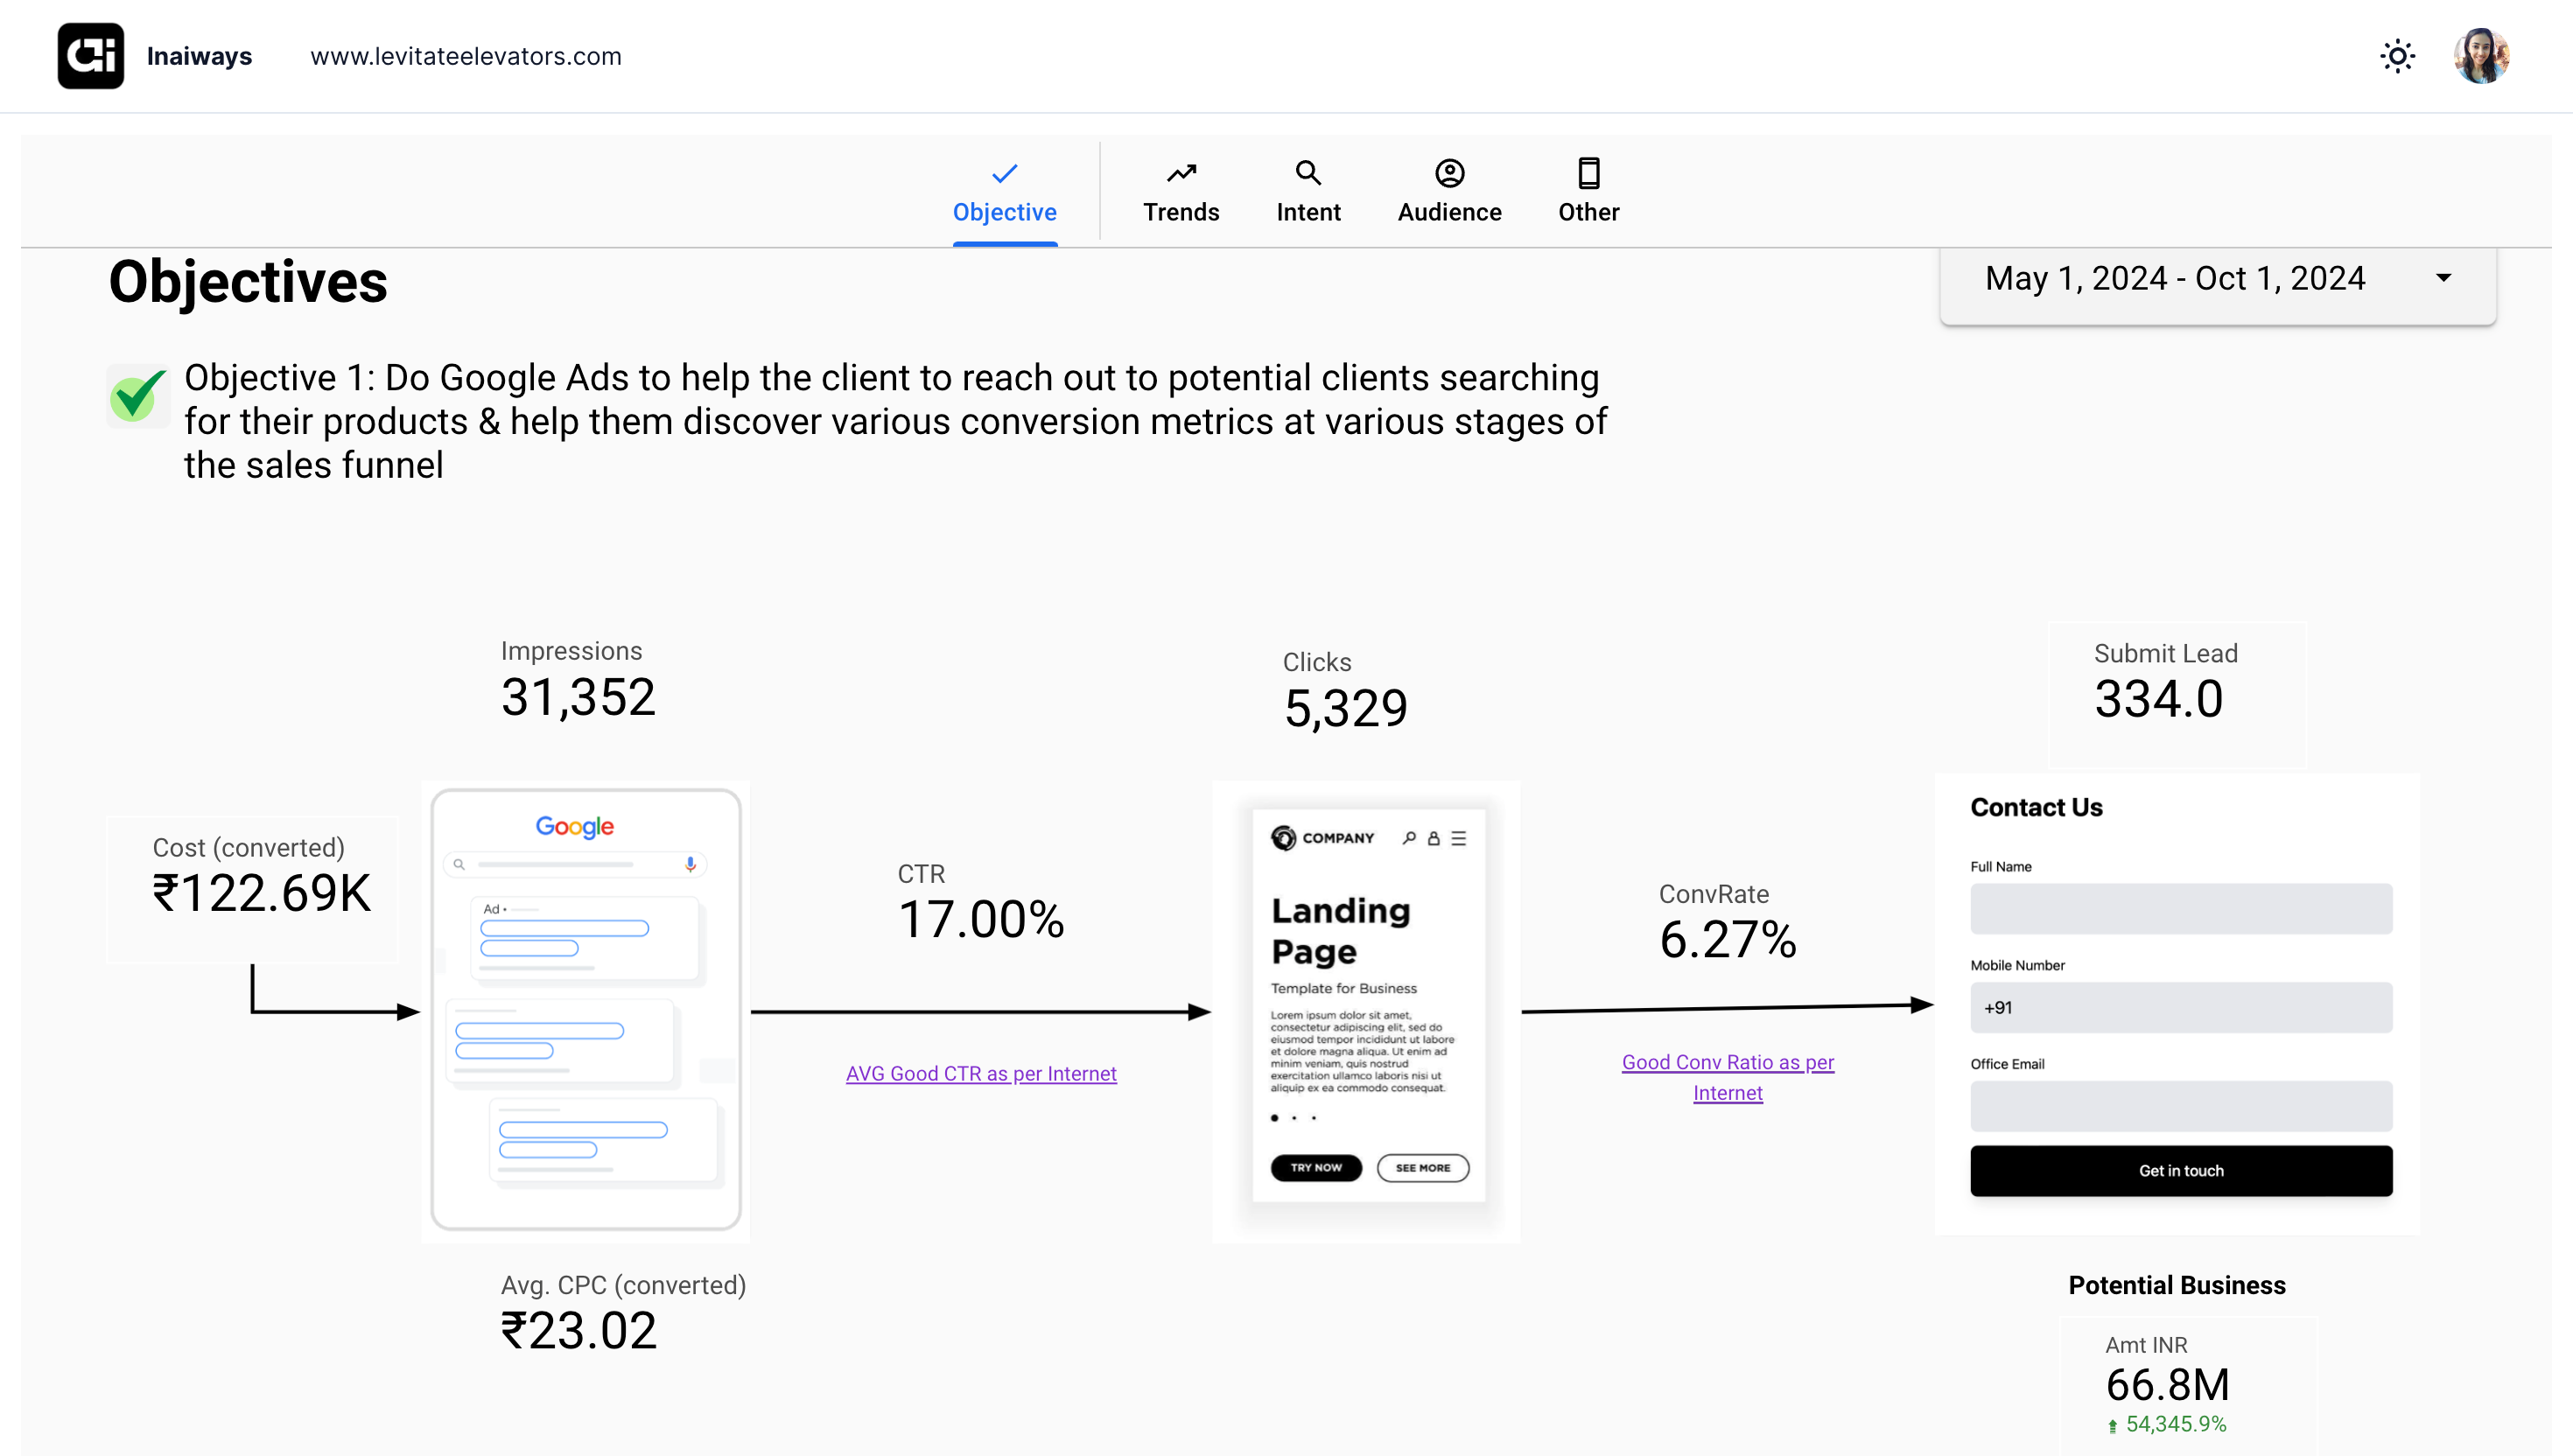 Inaiways
www.levitateelevators.com
Objective
Trends
Intent
Audience
Other
Objectives
May 1, 2024 - Oct 1, 2024
Objective 1: Do Google Ads to help the client to reach out to potential clients searching
for their products & help them discover various conversion metrics at various stages of
the sales funnel
Impressions
31,352
Clicks
5,329
Submit Lead
334.0
Cost (converted)
₹122.69K
Google
Ad •
CTR
17.00%
AVG Good CTR as per Internet
COMPANY
Landing
Page
Template for Business
Lorem ipsum dolor sit amet,
consectetur adipiscing elit, sed do
eiusmod tempor incididunt ut labore
et dolore magna aliqua. Ut enim ad
minim veniam, quis nostrud
exercitation ullamco laboris nisi ut
aliquip ex ea commodo consequat.
TRY NOW
SEE MORE
ConvRate
6.27%
Good Conv Ratio as per
Internet
Contact Us
Full Name
Mobile Number
+91
Office Email
Get in touch
Avg. CPC (converted)
₹23.02
Potential Business
Amt INR
66.8M
54,345.9%